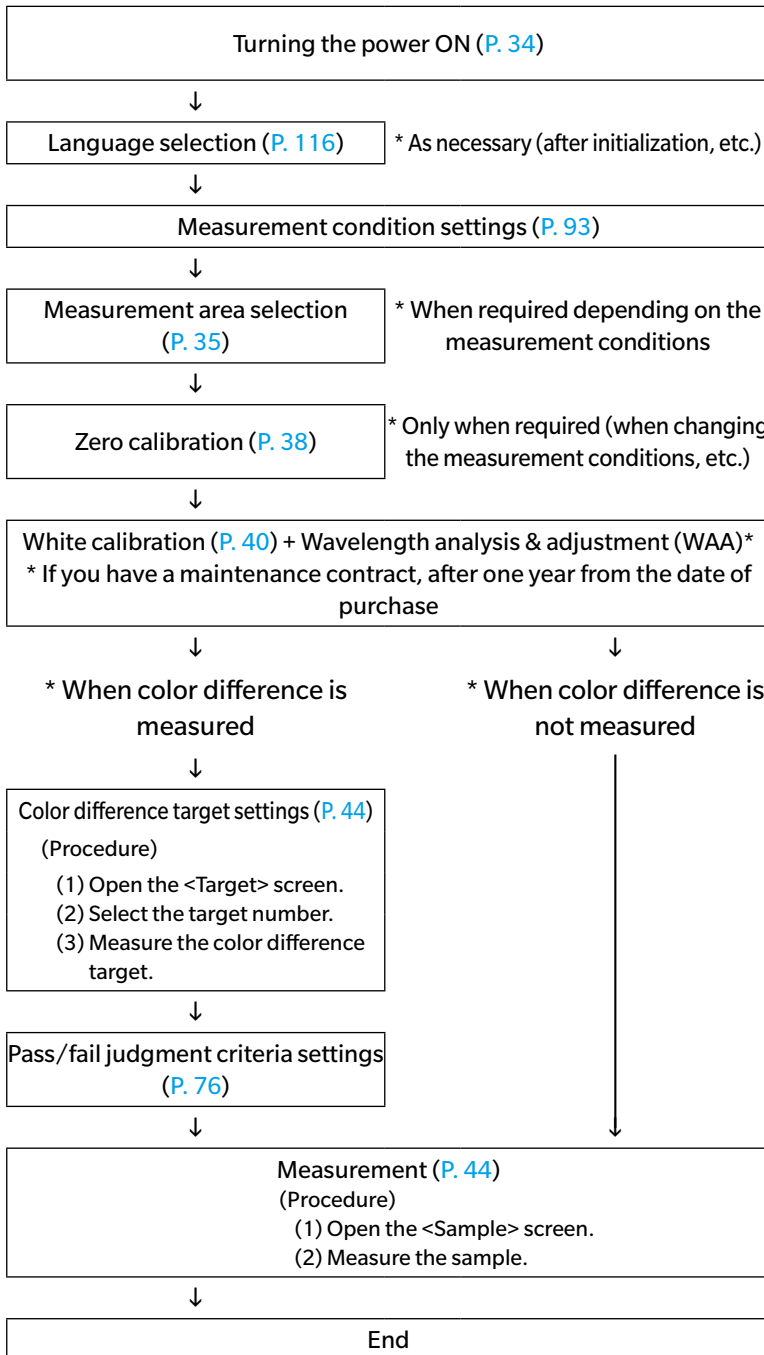 Turning the power ON (P. 34)
↓
Language selection (P. 116)
* As necessary (after initialization, etc.)
↓
Measurement condition settings (P. 93)
↓
Measurement area selection
(P. 35)
* When required depending on the
measurement conditions
↓
Zero calibration (P. 38)
* Only when required (when changing
the measurement conditions, etc.)
↓
White calibration (P. 40) + Wavelength analysis & adjustment (WAA)*
* If you have a maintenance contract, after one year from the date of
purchase
↓ ↓
* When color difference is
measured
* When color difference is
not measured
↓
Color difference target settings (P. 44)
(Procedure)
(1) Open the <Target> screen.
(2) Select the target number.
(3) Measure the color difference
target.
↓
Pass/fail judgment criteria settings
(P. 76)
↓
Measurement (P. 44)
(Procedure)
(1) Open the <Sample> screen.
(2) Measure the sample.
↓
End